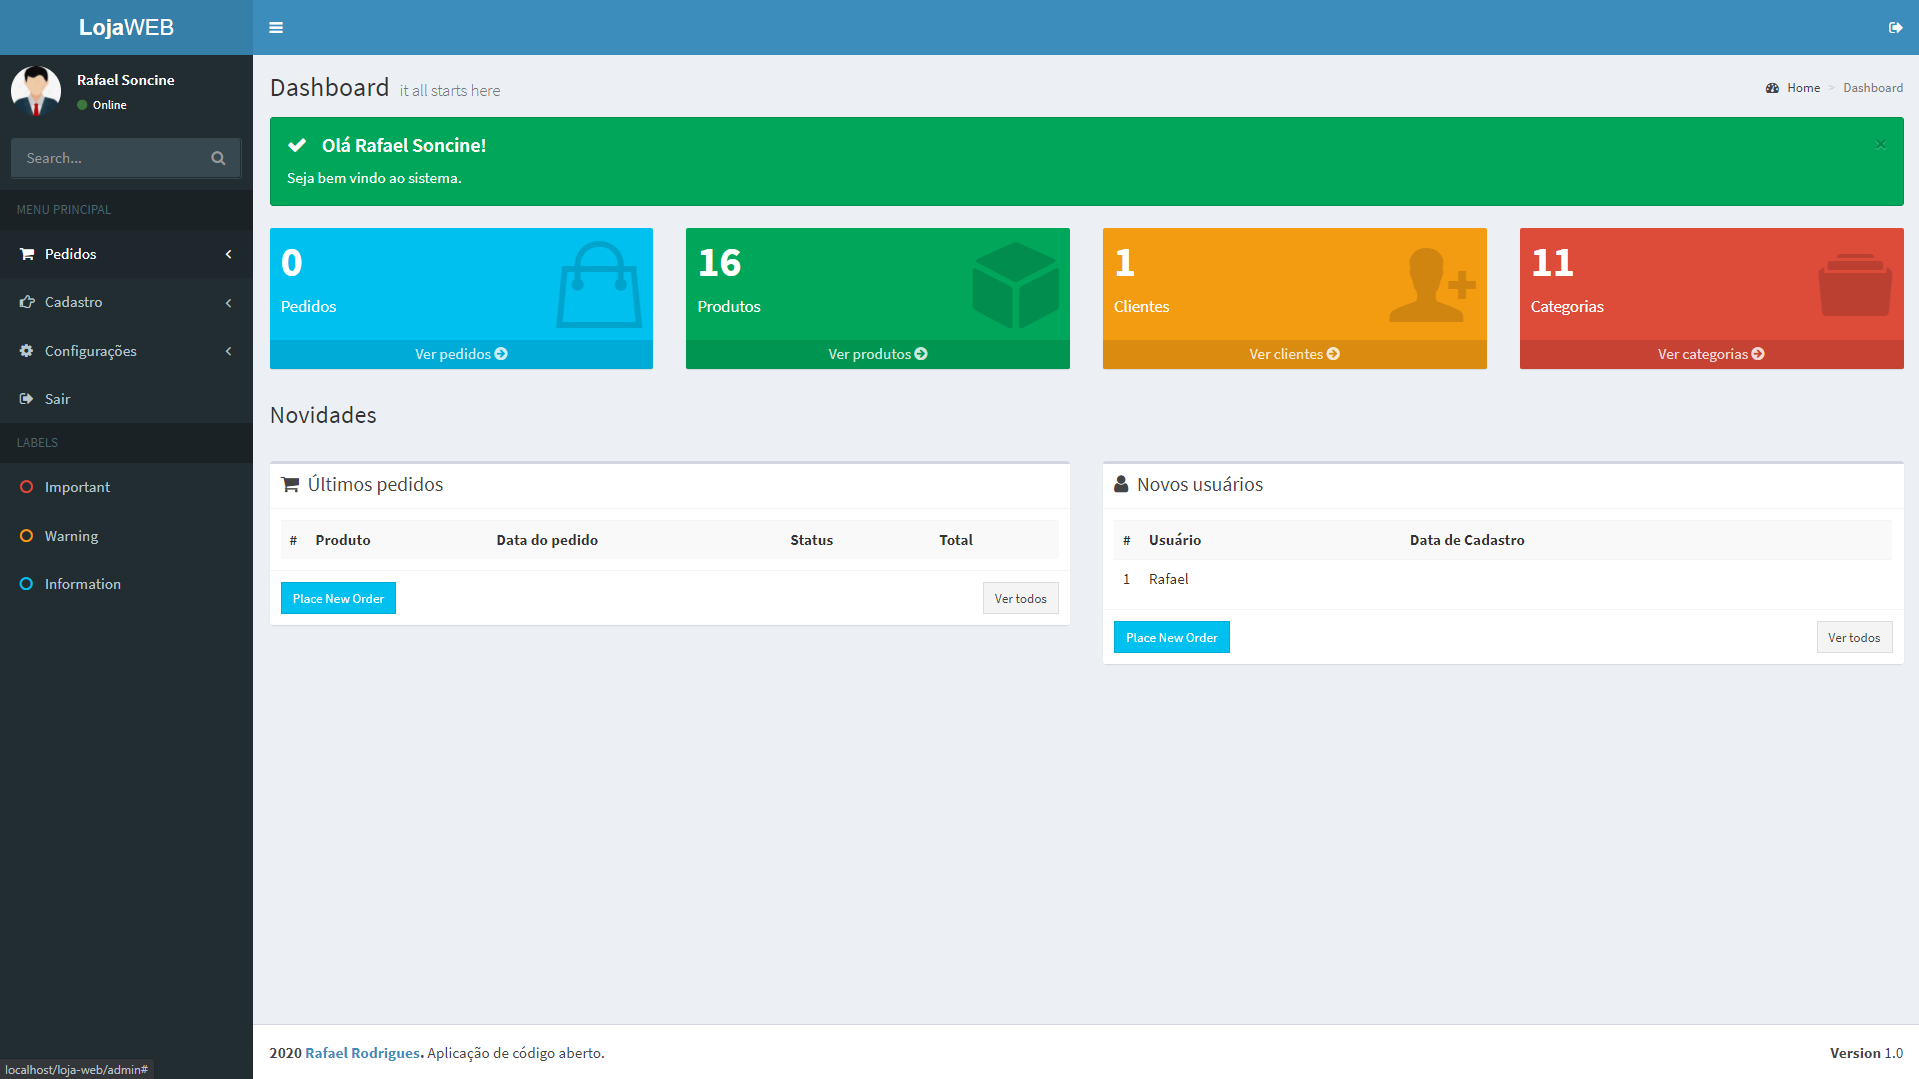 LojaWEB
Rafael Soncine
Online
Search...
MENU PRINCIPAL
Pedidos
Cadastro
Configurações
Sair
LABELS
Important
Warning
Information
Dashboard it all starts here
Home > Dashboard
Olá Rafael Soncine!
×
Seja bem vindo ao sistema.
0
Pedidos
Ver pedidos
16
Produtos
Ver produtos
1
Clientes
Ver clientes
11
Categorias
Ver categorias
Novidades
Últimos pedidos
# Produto Data do pedido Status Total
Place New Order Ver todos
Novos usuários
# Usuário Data de Cadastro
1 Rafael
Place New Order Ver todos
2020 Rafael Rodrigues. Aplicação de código aberto.
Version 1.0
localhost/loja-web/admin#